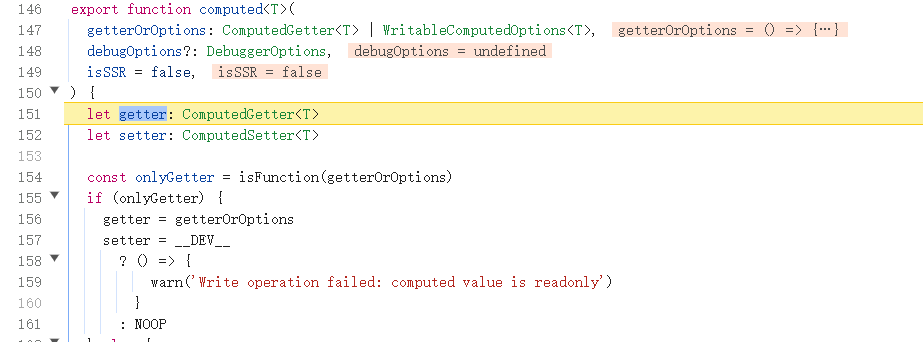 146 export function computed<T>(
147 getterOrOptions: ComputedGetter<T> | WritableComputedOptions<T>, getterOrOptions = () => {…}
148 debugOptions?: DebuggerOptions, debugOptions = undefined
149 isSSR = false, isSSR = false
150 ) {
151 let getter: ComputedGetter<T>
152 let setter: ComputedSetter<T>
153
154 const onlyGetter = isFunction(getterOrOptions)
155 if (onlyGetter) {
156 getter = getterOrOptions
157 setter = __DEV__
158 ? () => {
159 warn('Write operation failed: computed value is readonly')
160 }
161 : NOOP